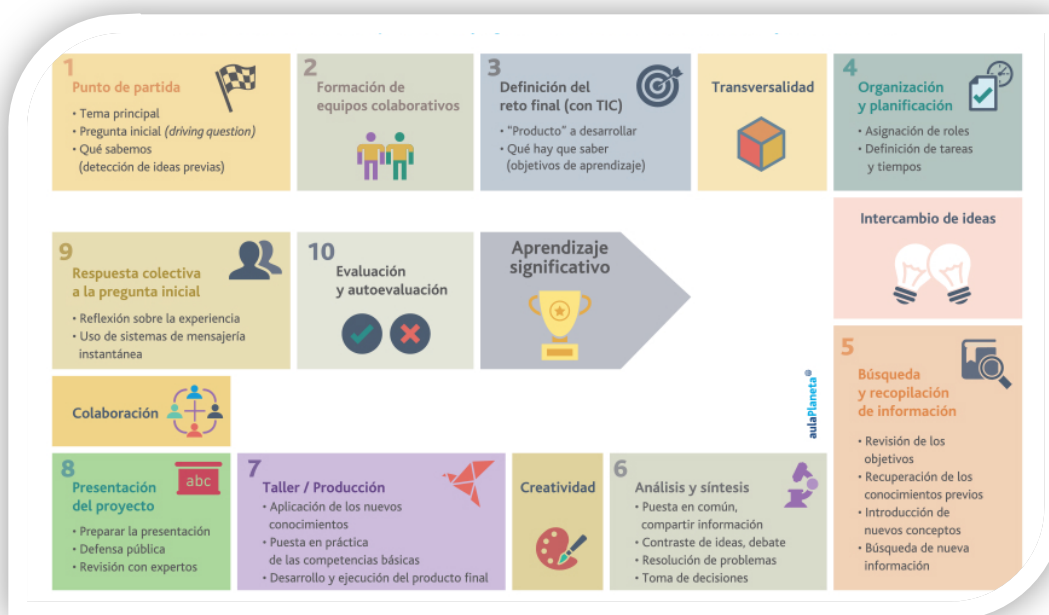 1
Punto de partida
• Tema principal
• Pregunta inicial (driving question)
• Qué sabemos
(detección de ideas previas)
2
Formación de
equipos colaborativos
3
Definición del
reto final (con TIC)
• "Producto" a desarrollar
• Qué hay que saber
(objetivos de aprendizaje)
Transversalidad
4
Organización
y planificación
• Asignación de roles
• Definición de tareas
y tiempos
Intercambio de ideas
5
Búsqueda
y recopilación
de información
• Revisión de los
objetivos
• Recuperación de los
conocimientos previos
• Introducción de
nuevos conceptos
• Búsqueda de nueva
información
6
Análisis y síntesis
• Puesta en común,
compartir información
• Contraste de ideas, debate
• Resolución de problemas
• Toma de decisiones
Creatividad
7
Taller / Producción
• Aplicación de los nuevos
conocimientos
• Puesta en práctica
de las competencias básicas
• Desarrollo y ejecución del producto final
8
Presentación
del proyecto
abc
• Preparar la presentación
• Defensa pública
• Revisión con expertos
Colaboración
9
Respuesta colectiva
a la pregunta inicial
• Reflexión sobre la experiencia
• Uso de sistemas de mensajería
instantánea
10
Evaluación
y autoevaluación
Aprendizaje
significativo
aulaPlaneta